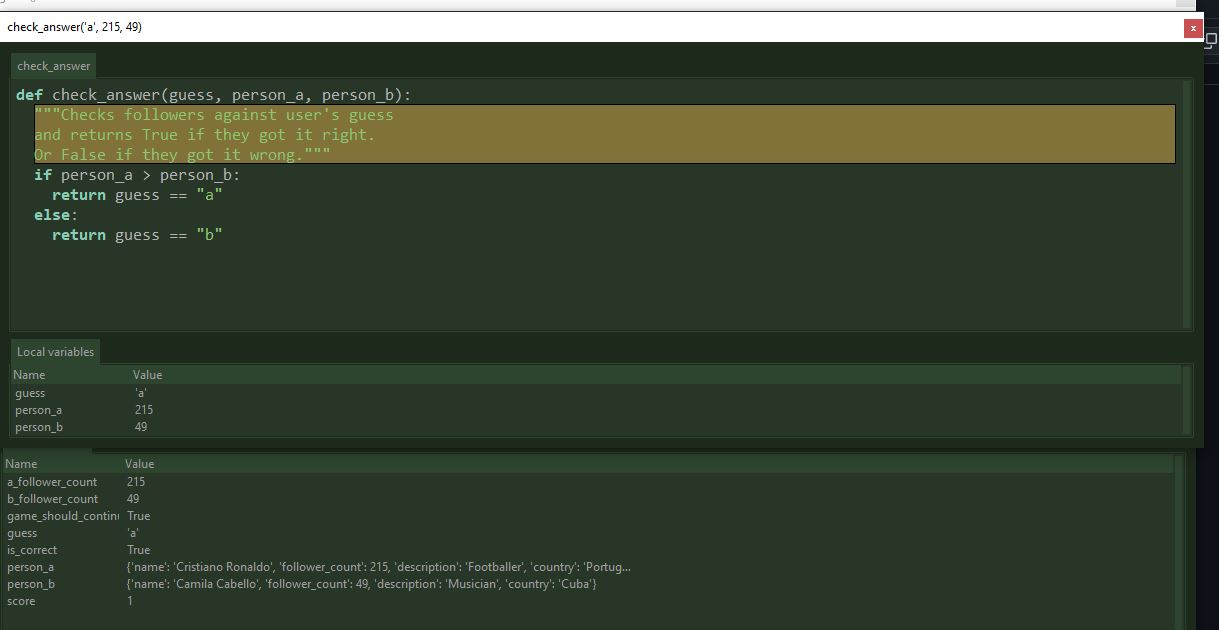 check_answer('a', 215, 49)
x
check_answer
def check_answer(guess, person_a, person_b):
"""Checks followers against user's guess
and returns True if they got it right.
Or False if they got it wrong."""
if person_a > person_b:
return guess == "a"
else:
return guess == "b"
Local variables
Name Value
guess 'a'
person_a 215
person_b 49
Name Value
a_follower_count 215
b_follower_count 49
game_should_continu True
guess 'a'
is_correct True
person_a {'name': 'Cristiano Ronaldo', 'follower_count': 215, 'description': 'Footballer', 'country': 'Portug...
person_b {'name': 'Camila Cabello', 'follower_count': 49, 'description': 'Musician', 'country': 'Cuba'}
score 1